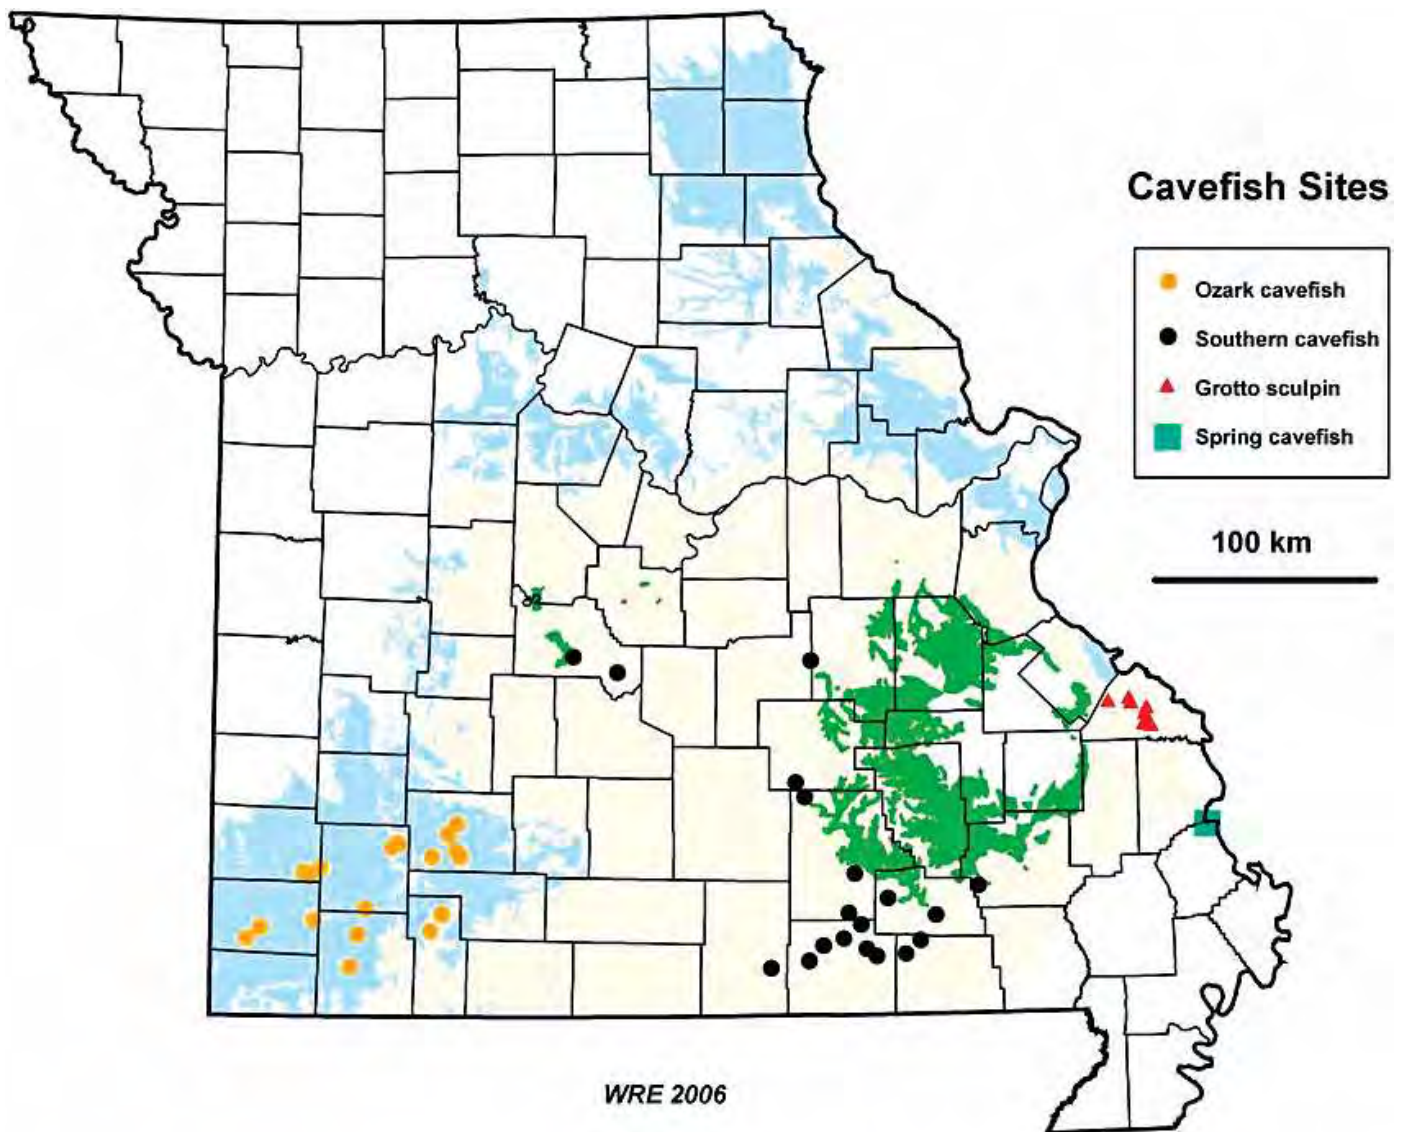 Cavefish Sites
Ozark cavefish
Southern cavefish
Grotto sculpin
Spring cavefish
100 km
WRE 2006